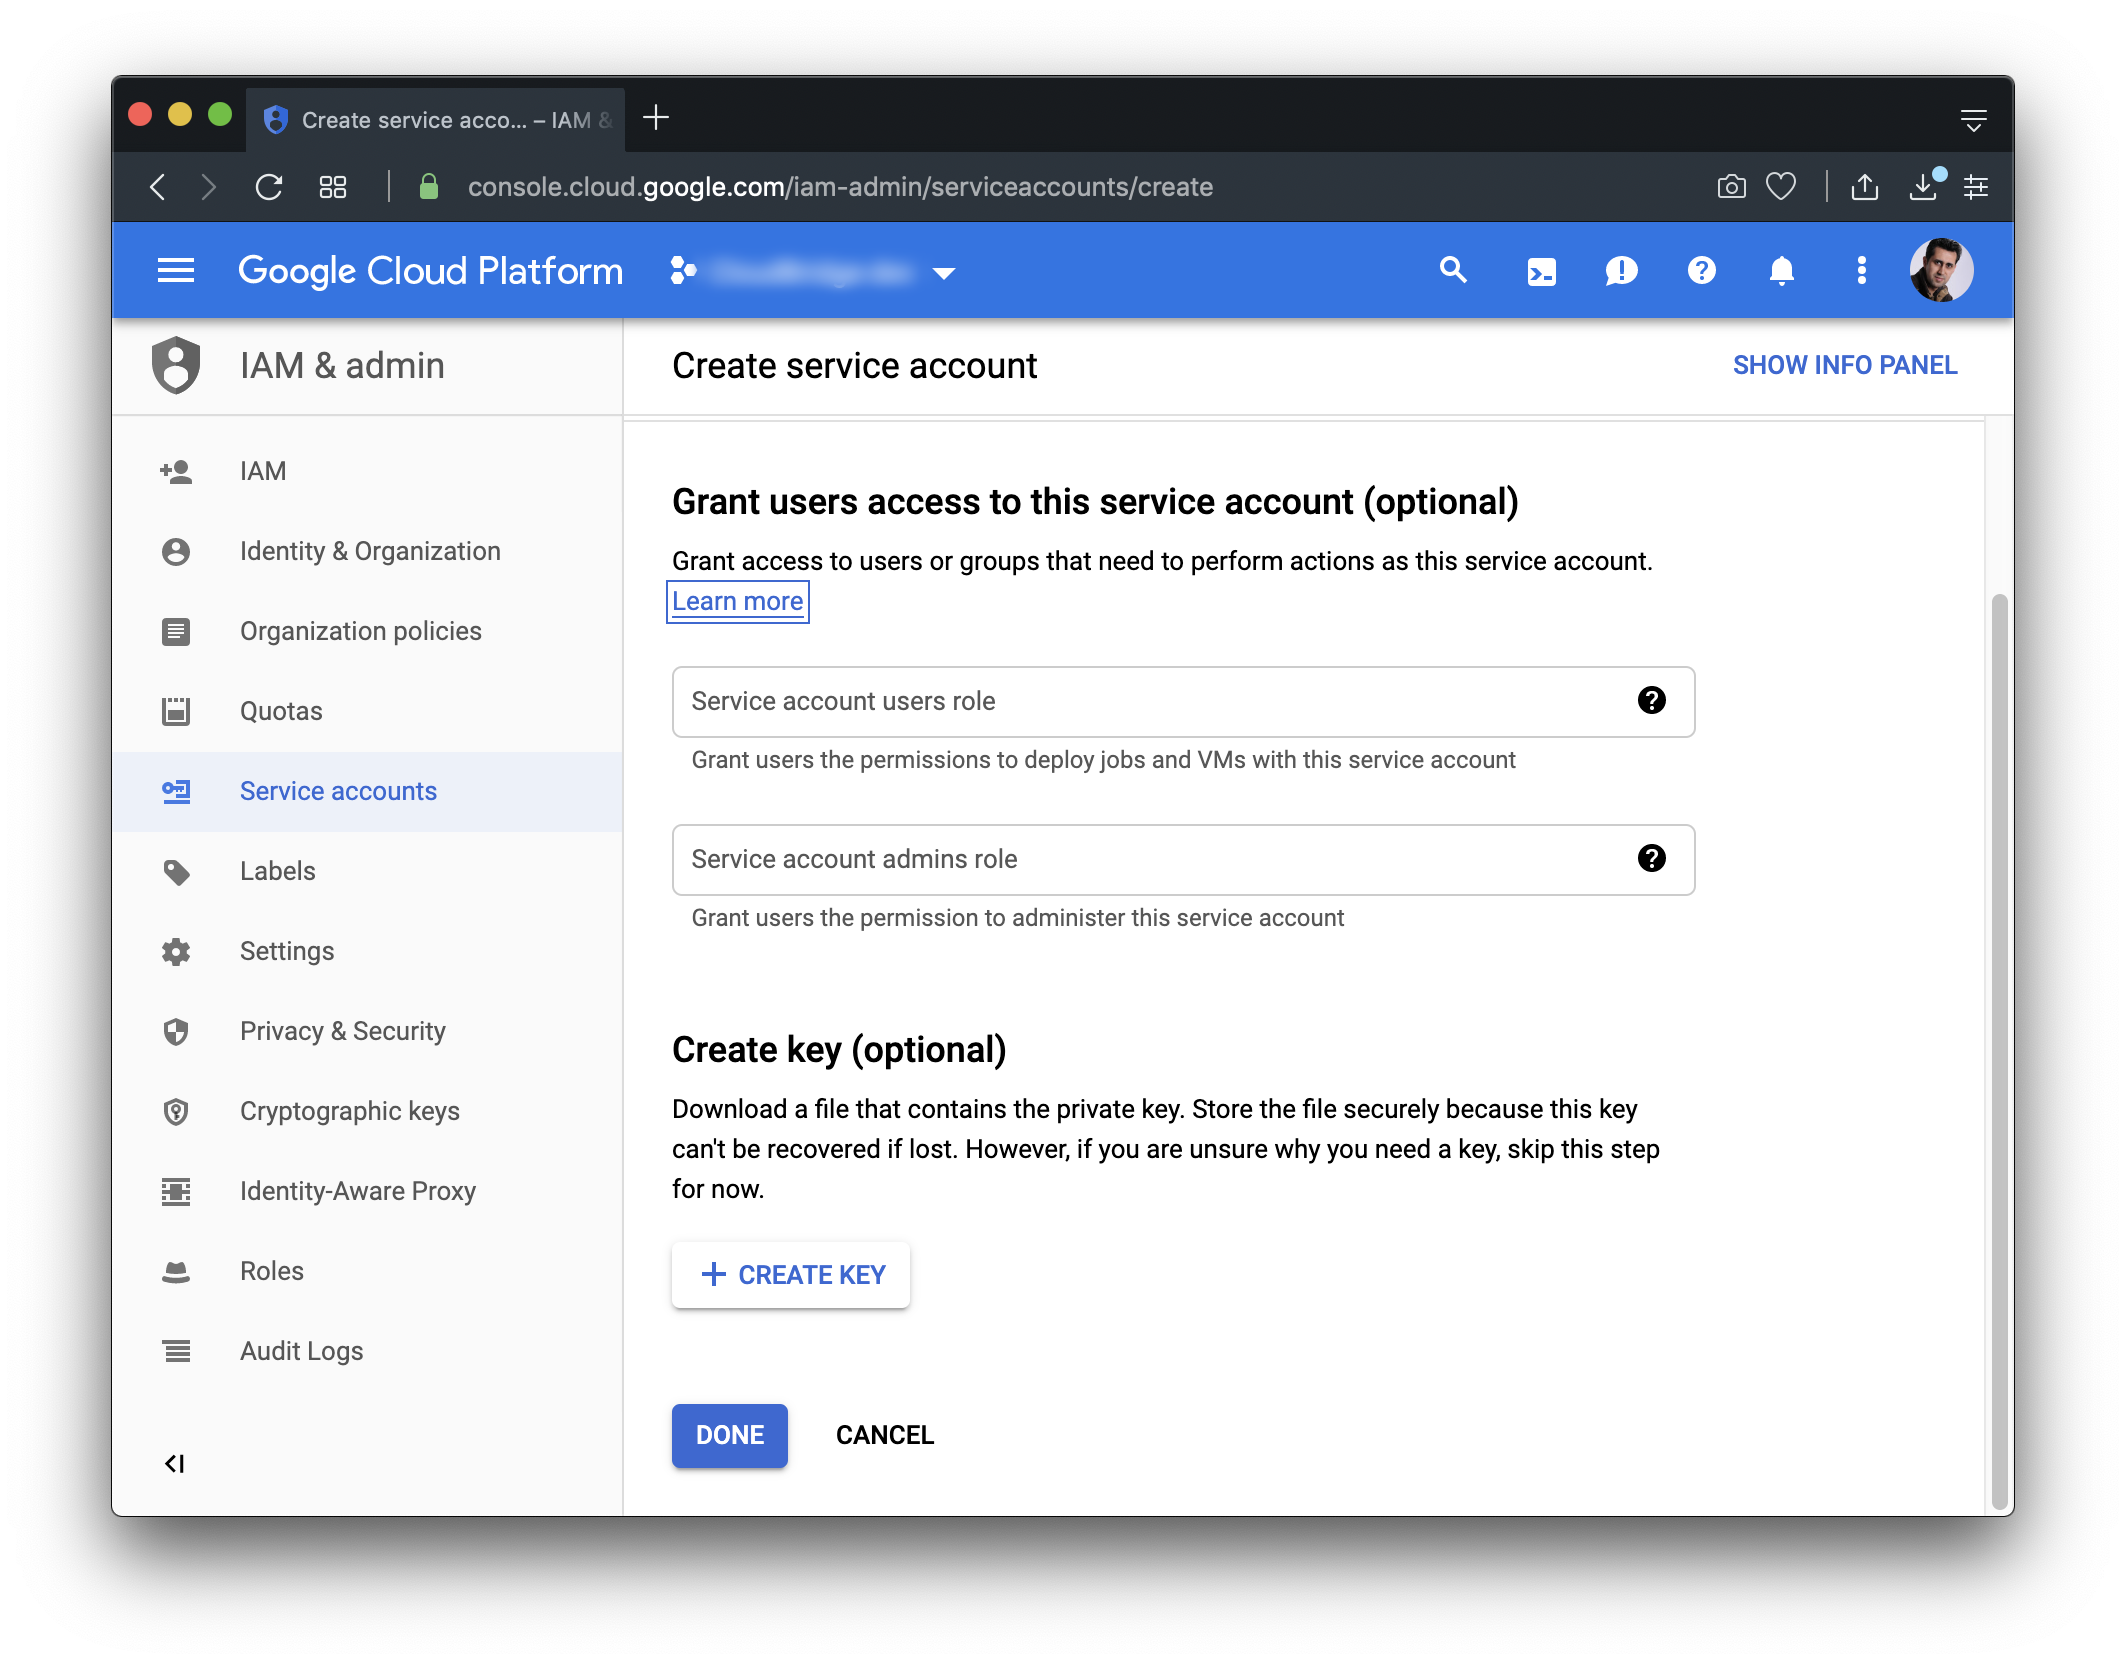 Create service acco... – IAM &
console.cloud.google.com/iam-admin/serviceaccounts/create
Google Cloud Platform
IAM & admin
Create service account
SHOW INFO PANEL
IAM
Identity & Organization
Organization policies
Quotas
Service accounts
Labels
Settings
Privacy & Security
Cryptographic keys
Identity-Aware Proxy
Roles
Audit Logs
Grant users access to this service account (optional)
Grant access to users or groups that need to perform actions as this service account.
Learn more
Service account users role
Grant users the permissions to deploy jobs and VMs with this service account
Service account admins role
Grant users the permission to administer this service account
Create key (optional)
Download a file that contains the private key. Store the file securely because this key
can't be recovered if lost. However, if you are unsure why you need a key, skip this step
for now.
CREATE KEY
DONE
CANCEL